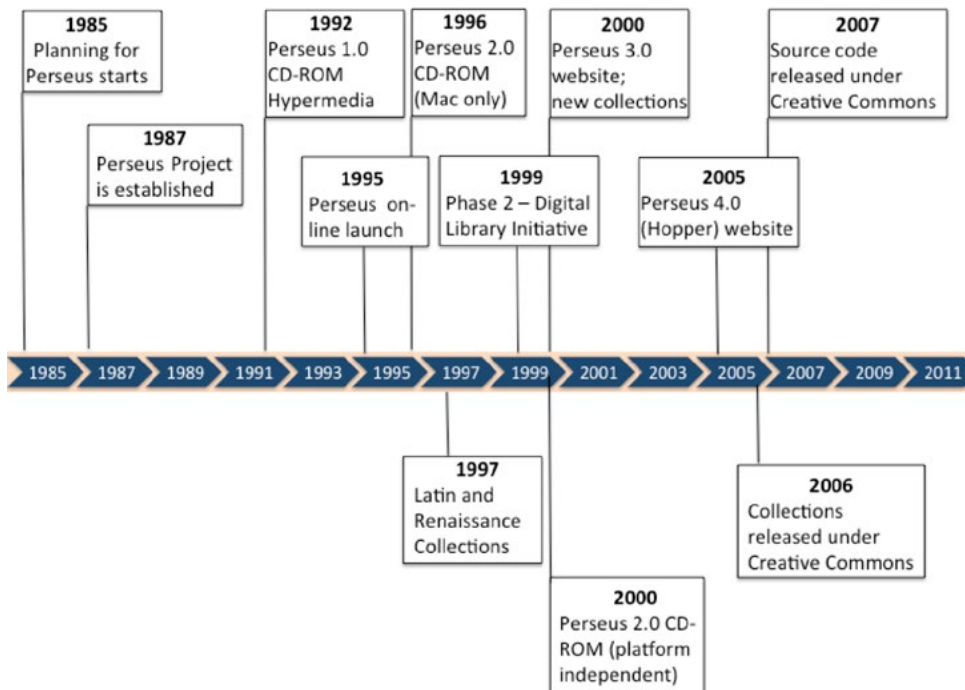 1985
Planning for
Perseus starts
1987
Perseus Project
is established
1992
Perseus 1.0
CD-ROM
Hypermedia
1995
Perseus on-
line launch
1996
Perseus 2.0
CD-ROM
(Mac only)
1999
Phase 2 – Digital
Library Initiative
2000
Perseus 3.0
website;
new collections
2005
Perseus 4.0
(Hopper) website
2007
Source code
released under
Creative Commons
1985 1987 1989 1991 1993 1995 1997 1999 2001 2003 2005 2007 2009 2011
1997
Latin and
Renaissance
Collections
2000
Perseus 2.0 CD-
ROM (platform
independent)
2006
Collections
released under
Creative Commons